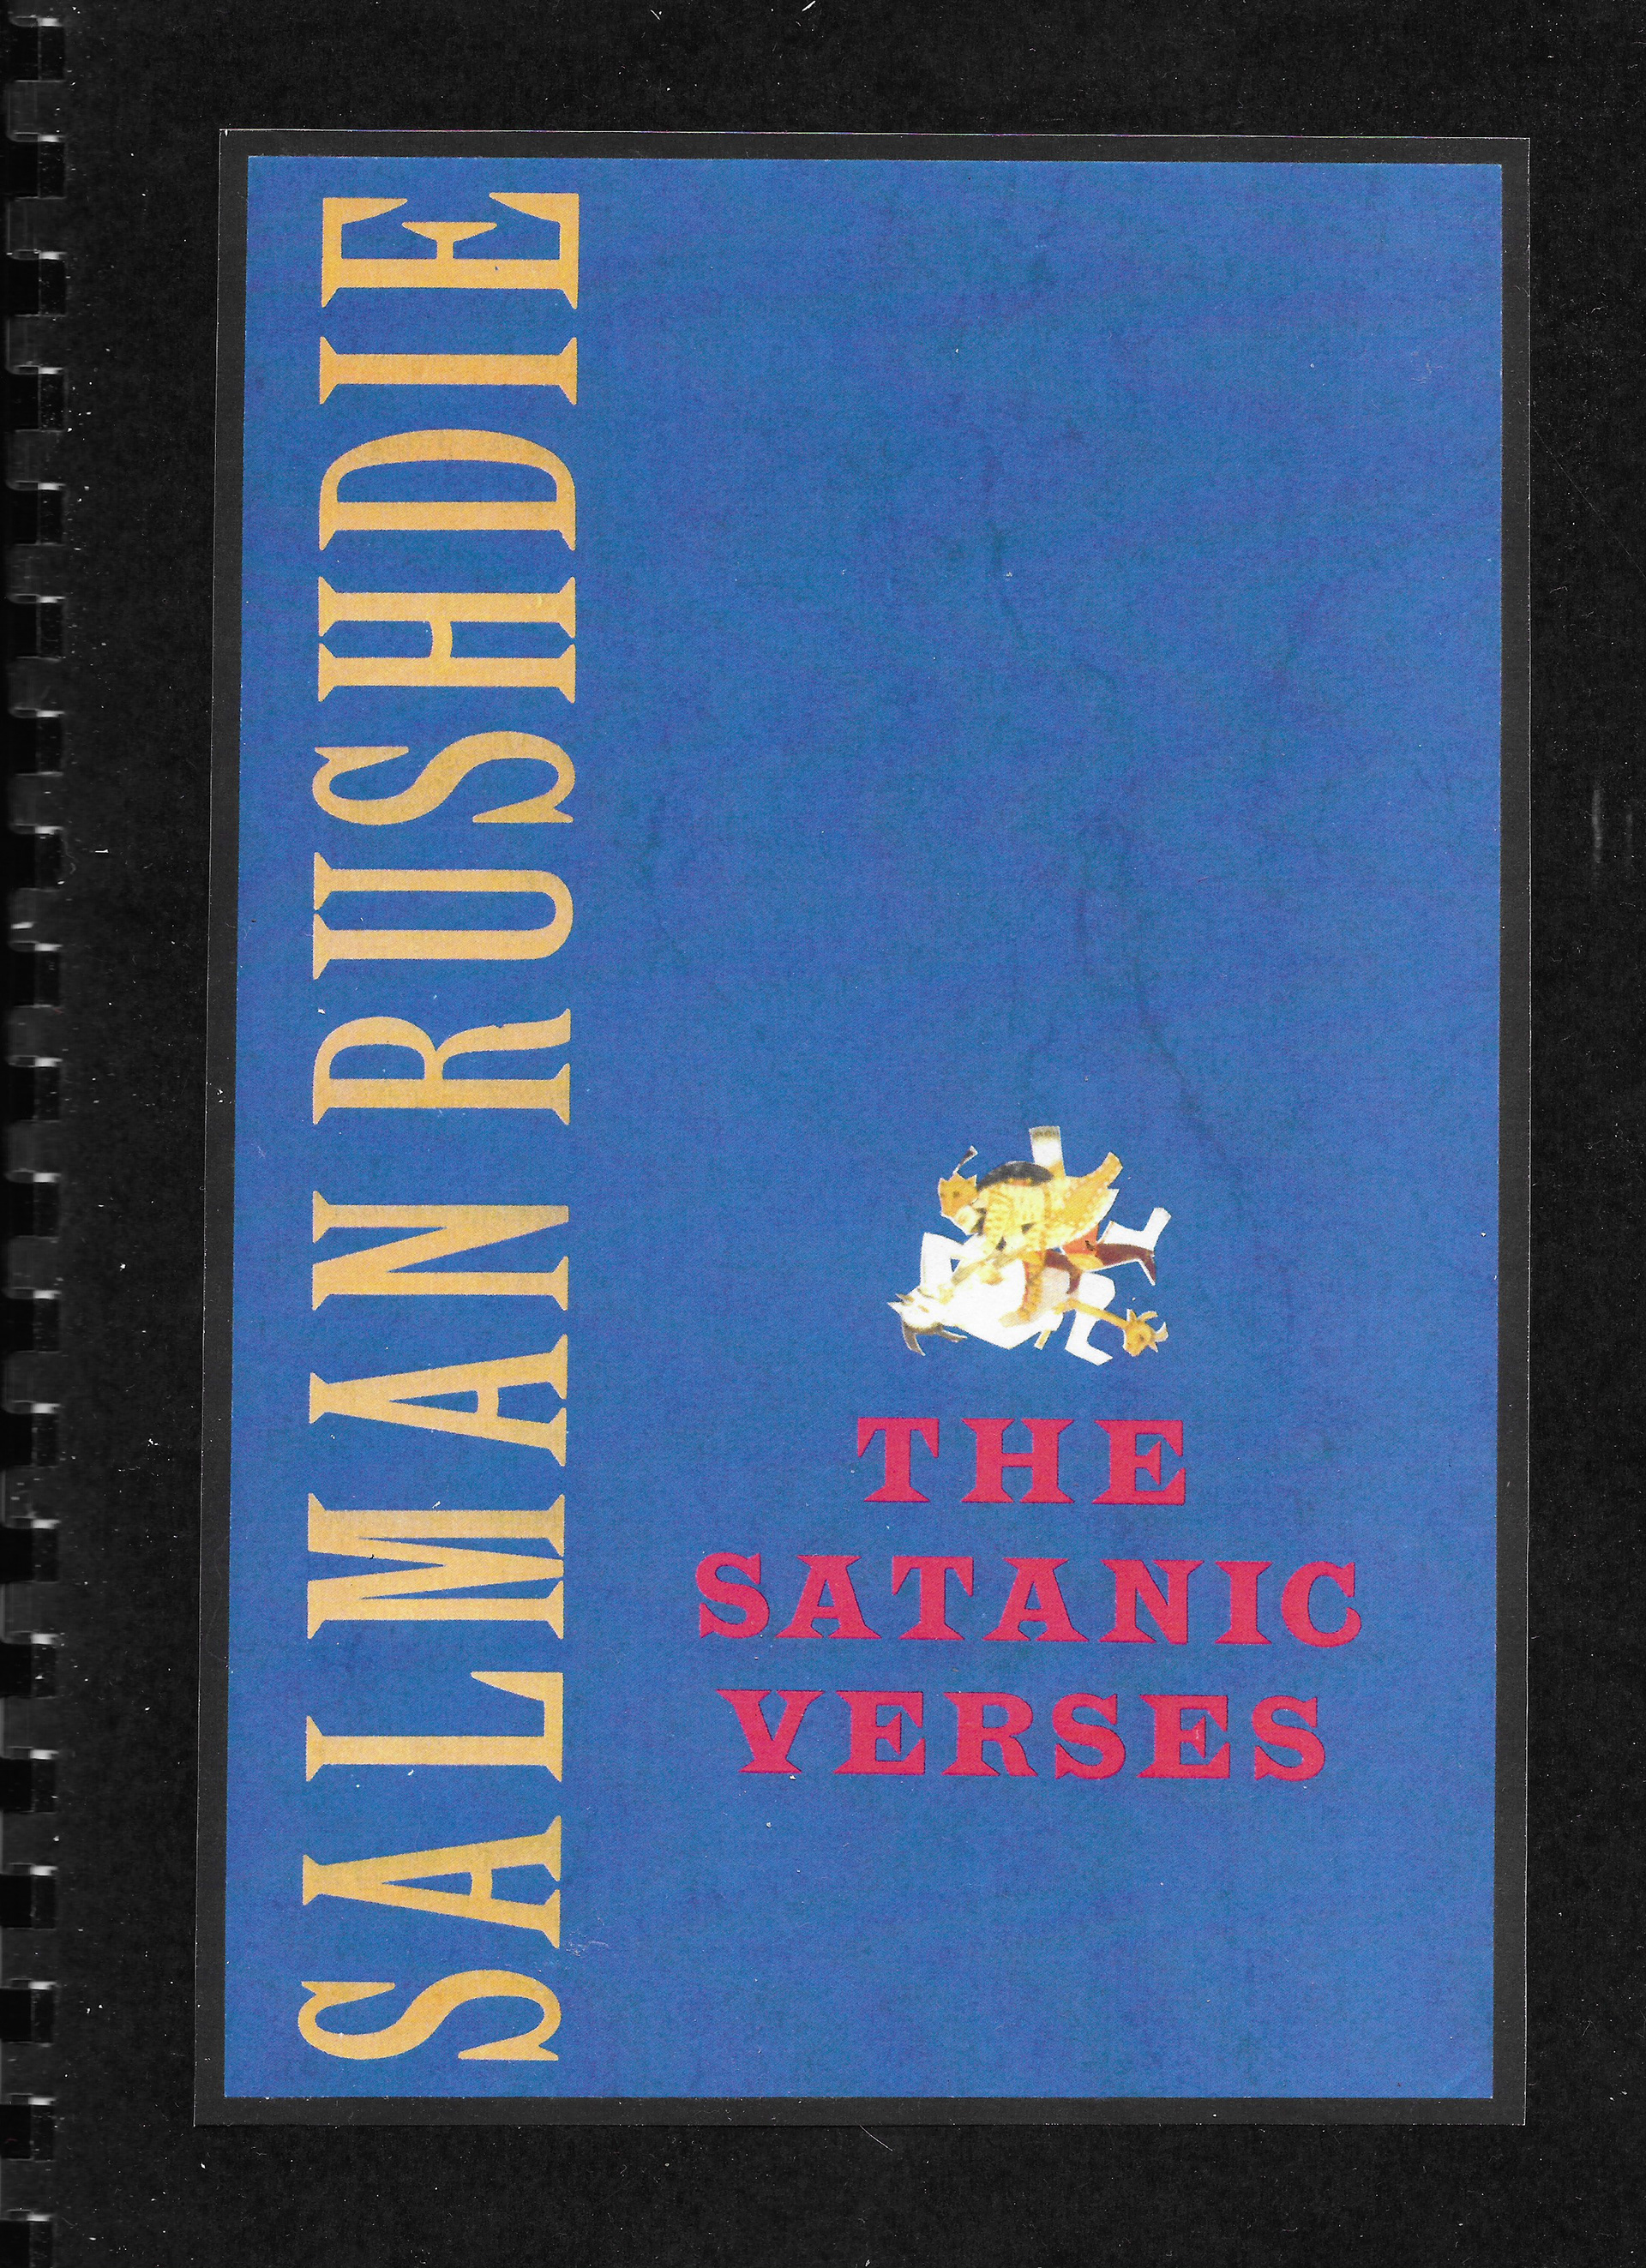 SALMAN RUSHDIE
THE
SATANIC
VERSES